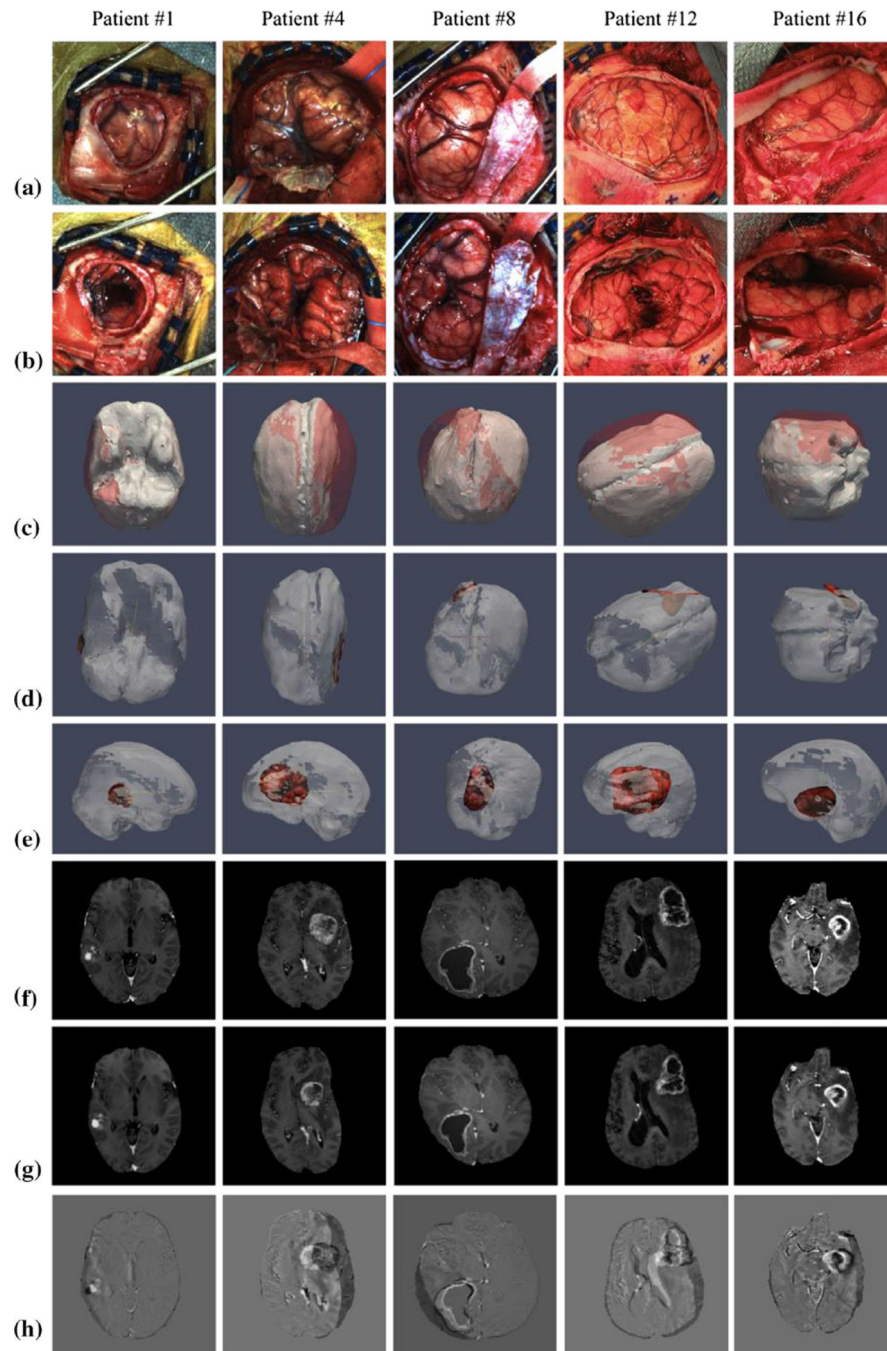 Patient #1 Patient #4 Patient #8 Patient #12 Patient #16
(a)
(b)
(c)
(d)
(e)
(f)
(g)
(h)